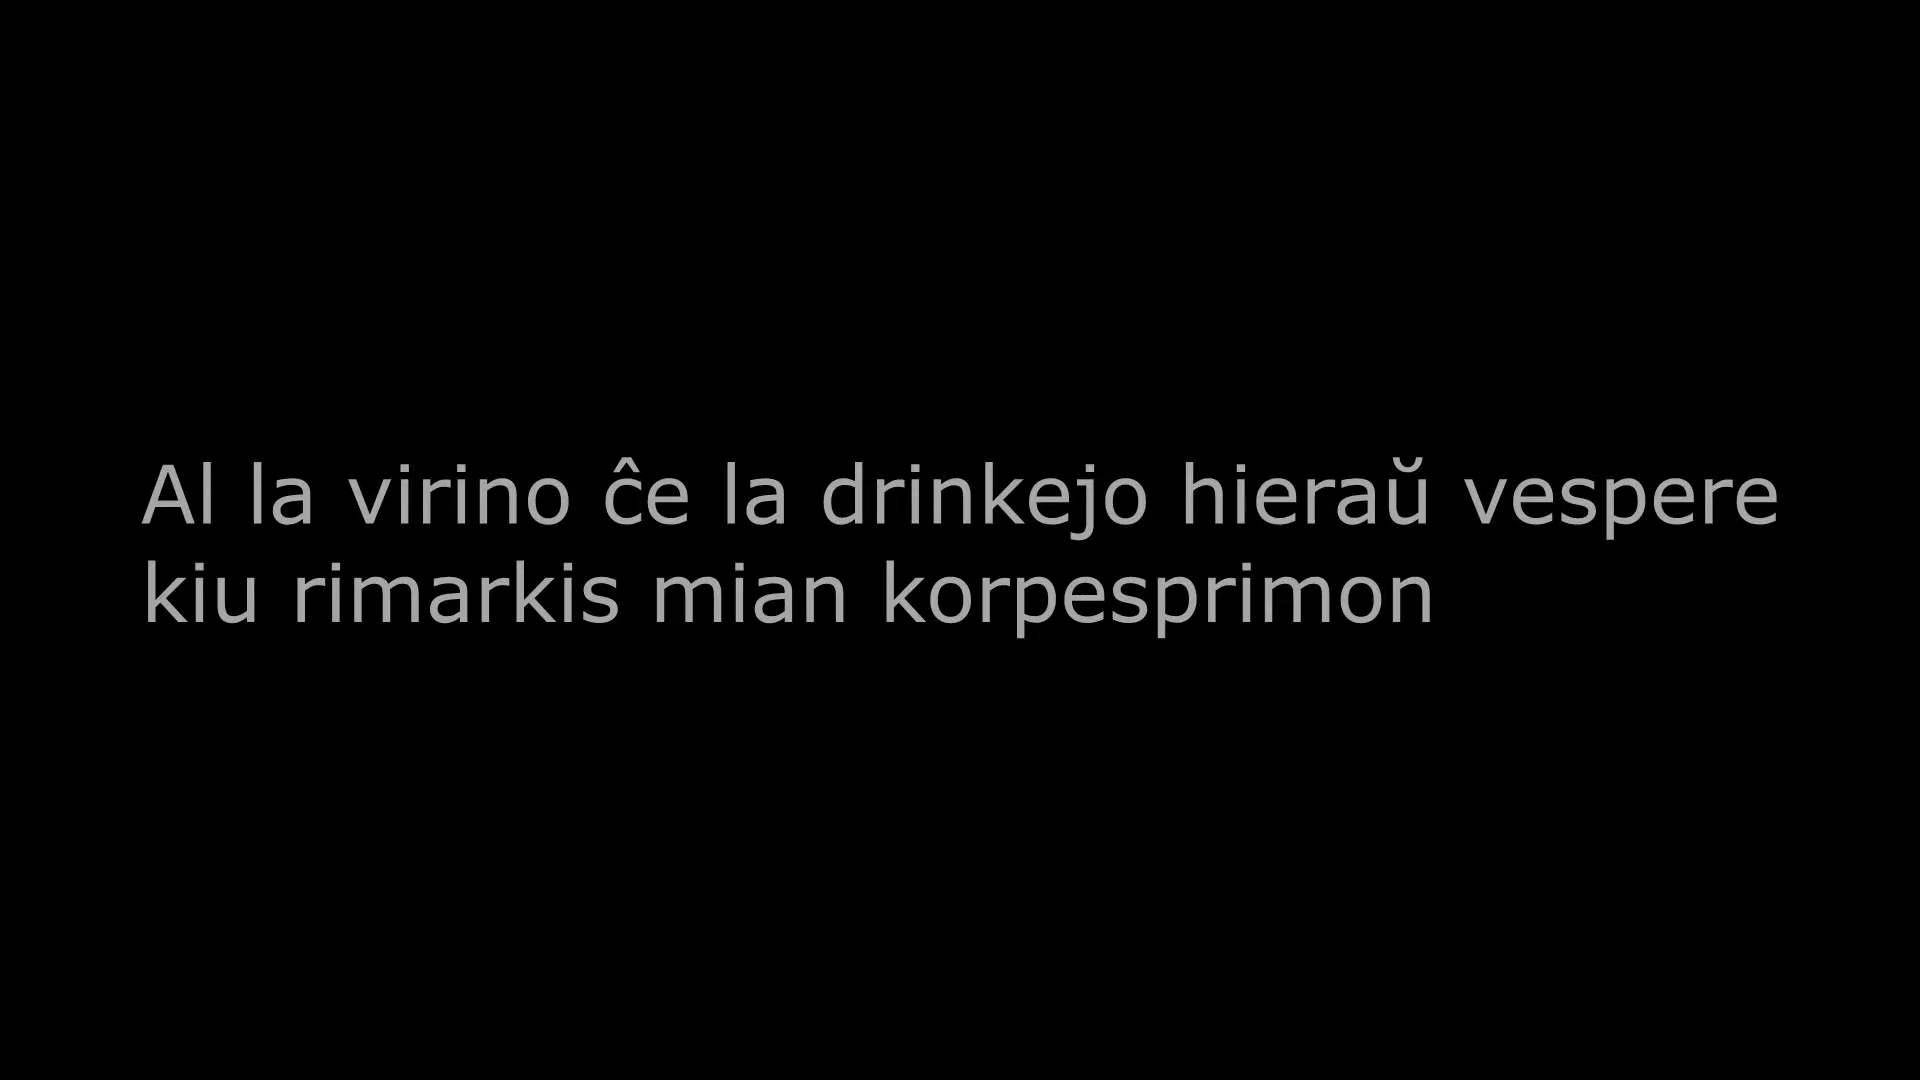 Al la virino ĉe la drinkejo hieraŭ vespere
kiu rimarkis mian korpesprimon